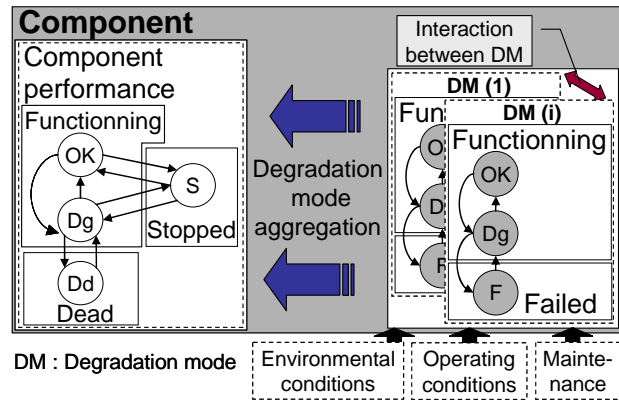 Component
Component
performance
Functionning
OK
S
Dg
Stopped
Dd
Dead
Degradation
mode
aggregation
Interaction
between DM
DM (1)
DM (i)
Functionning
OK
Dg
F
Failed
DM : Degradation mode
Environmental
conditions
Operating
conditions
Mainte-
nance